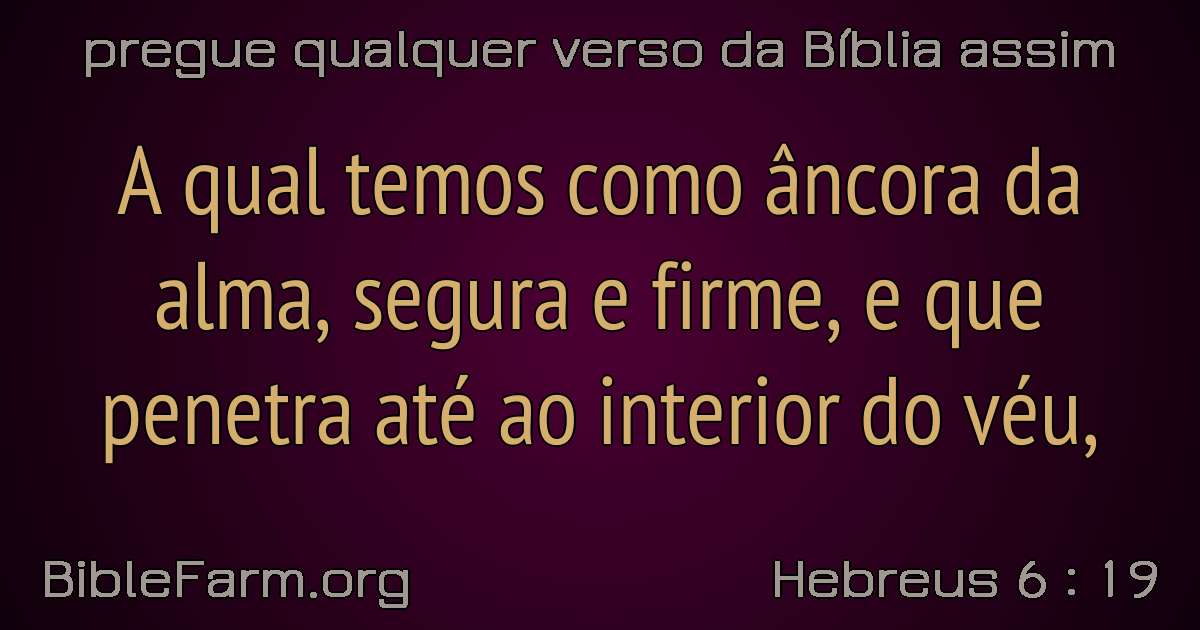 pregue qualquer verso da Bíblia assim
A qual temos como âncora da
alma, segura e firme, e que
penetra até ao interior do véu,
BibleFarm.org
Hebreus 6 : 19